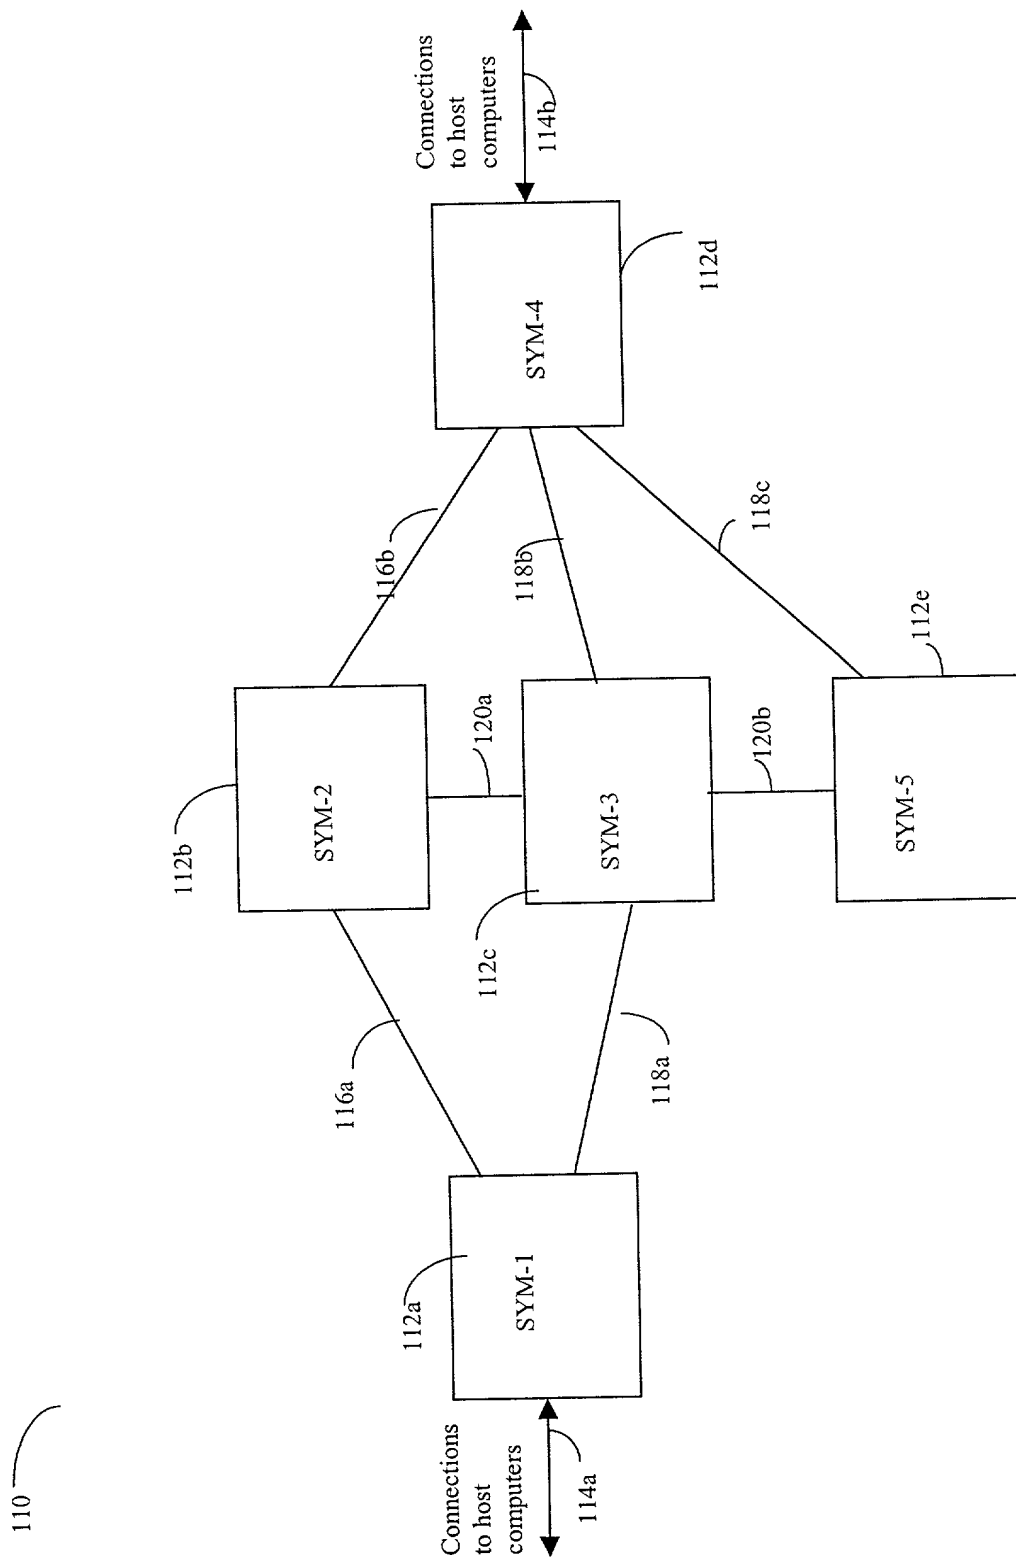 110
Connections
to host
computers
114a
112a
SYM-1
116a
118a
112b
SYM-2
112c
SYM-3
120a
120b
SYM-5
112e
116b
118b
118c
SYM-4
112d
Connections
to host
computers
114b